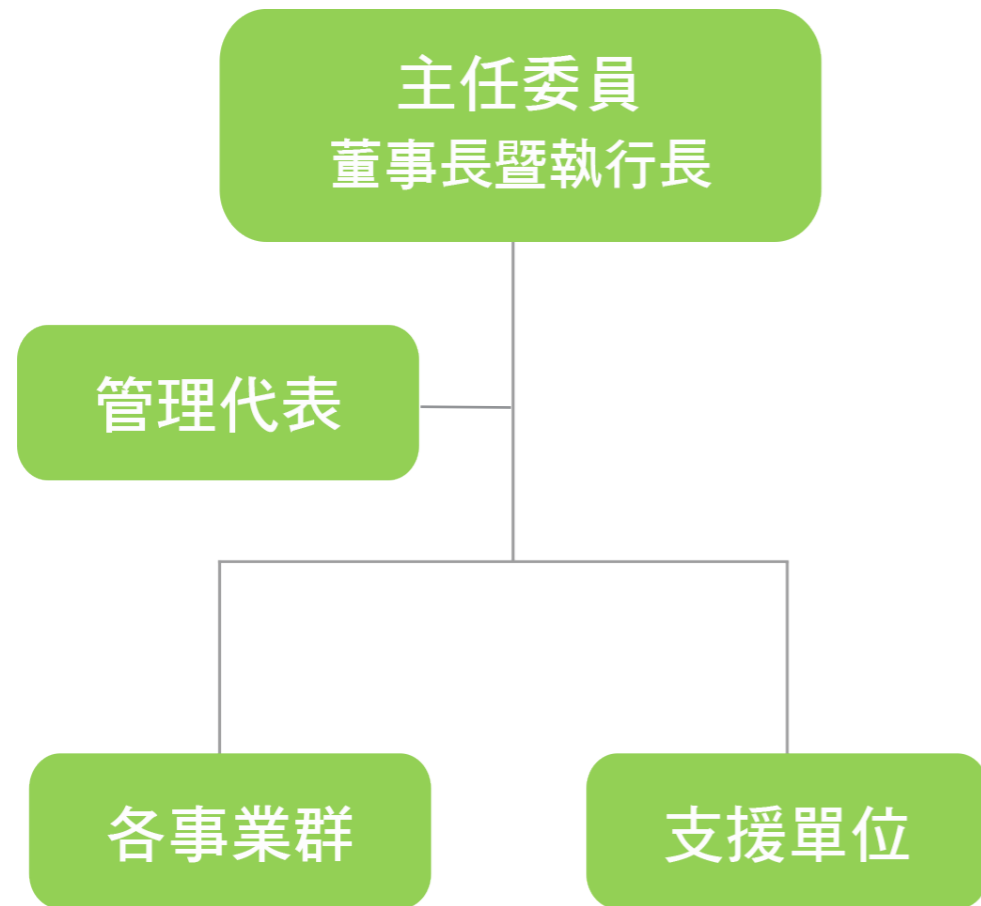 主任委員
董事長暨執行長
管理代表
各事業群
支援單位